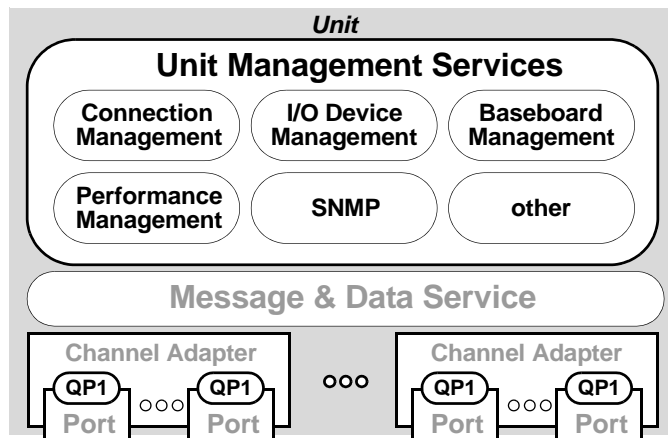 Unit
Unit Management Services
Connection
Management
I/O Device
Management
Baseboard
Management
Performance
Management
SNMP
other
Message & Data Service
Channel Adapter
Channel Adapter
QP1
QP1
QP1
QP1
Port
Port
Port
Port